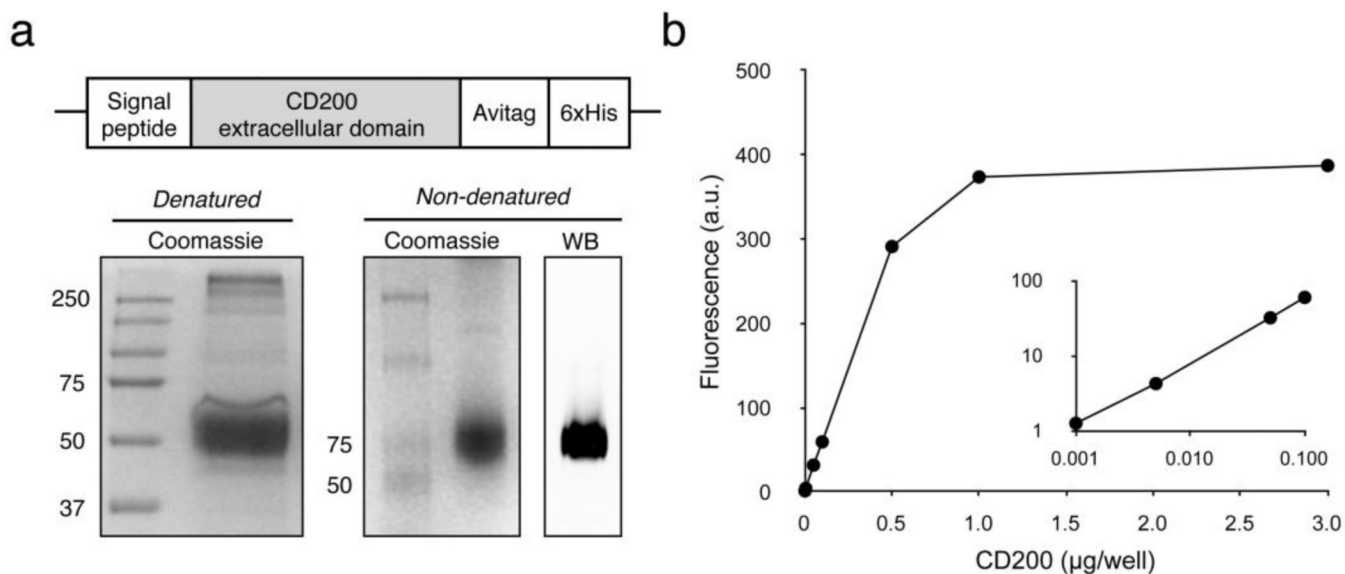 a
Signal
peptide
CD200
extracellular domain
Avitag
6xHis
Denatured
Coomassie
250
75
50
37
Non-denatured
Coomassie
WB
75
50
b
500
400
300
200
100
0
Fluorescence (a.u.)
0
0.5
1.0
1.5
2.0
2.5
3.0
CD200 (µg/well)
100
10
1
0.001
0.010
0.100